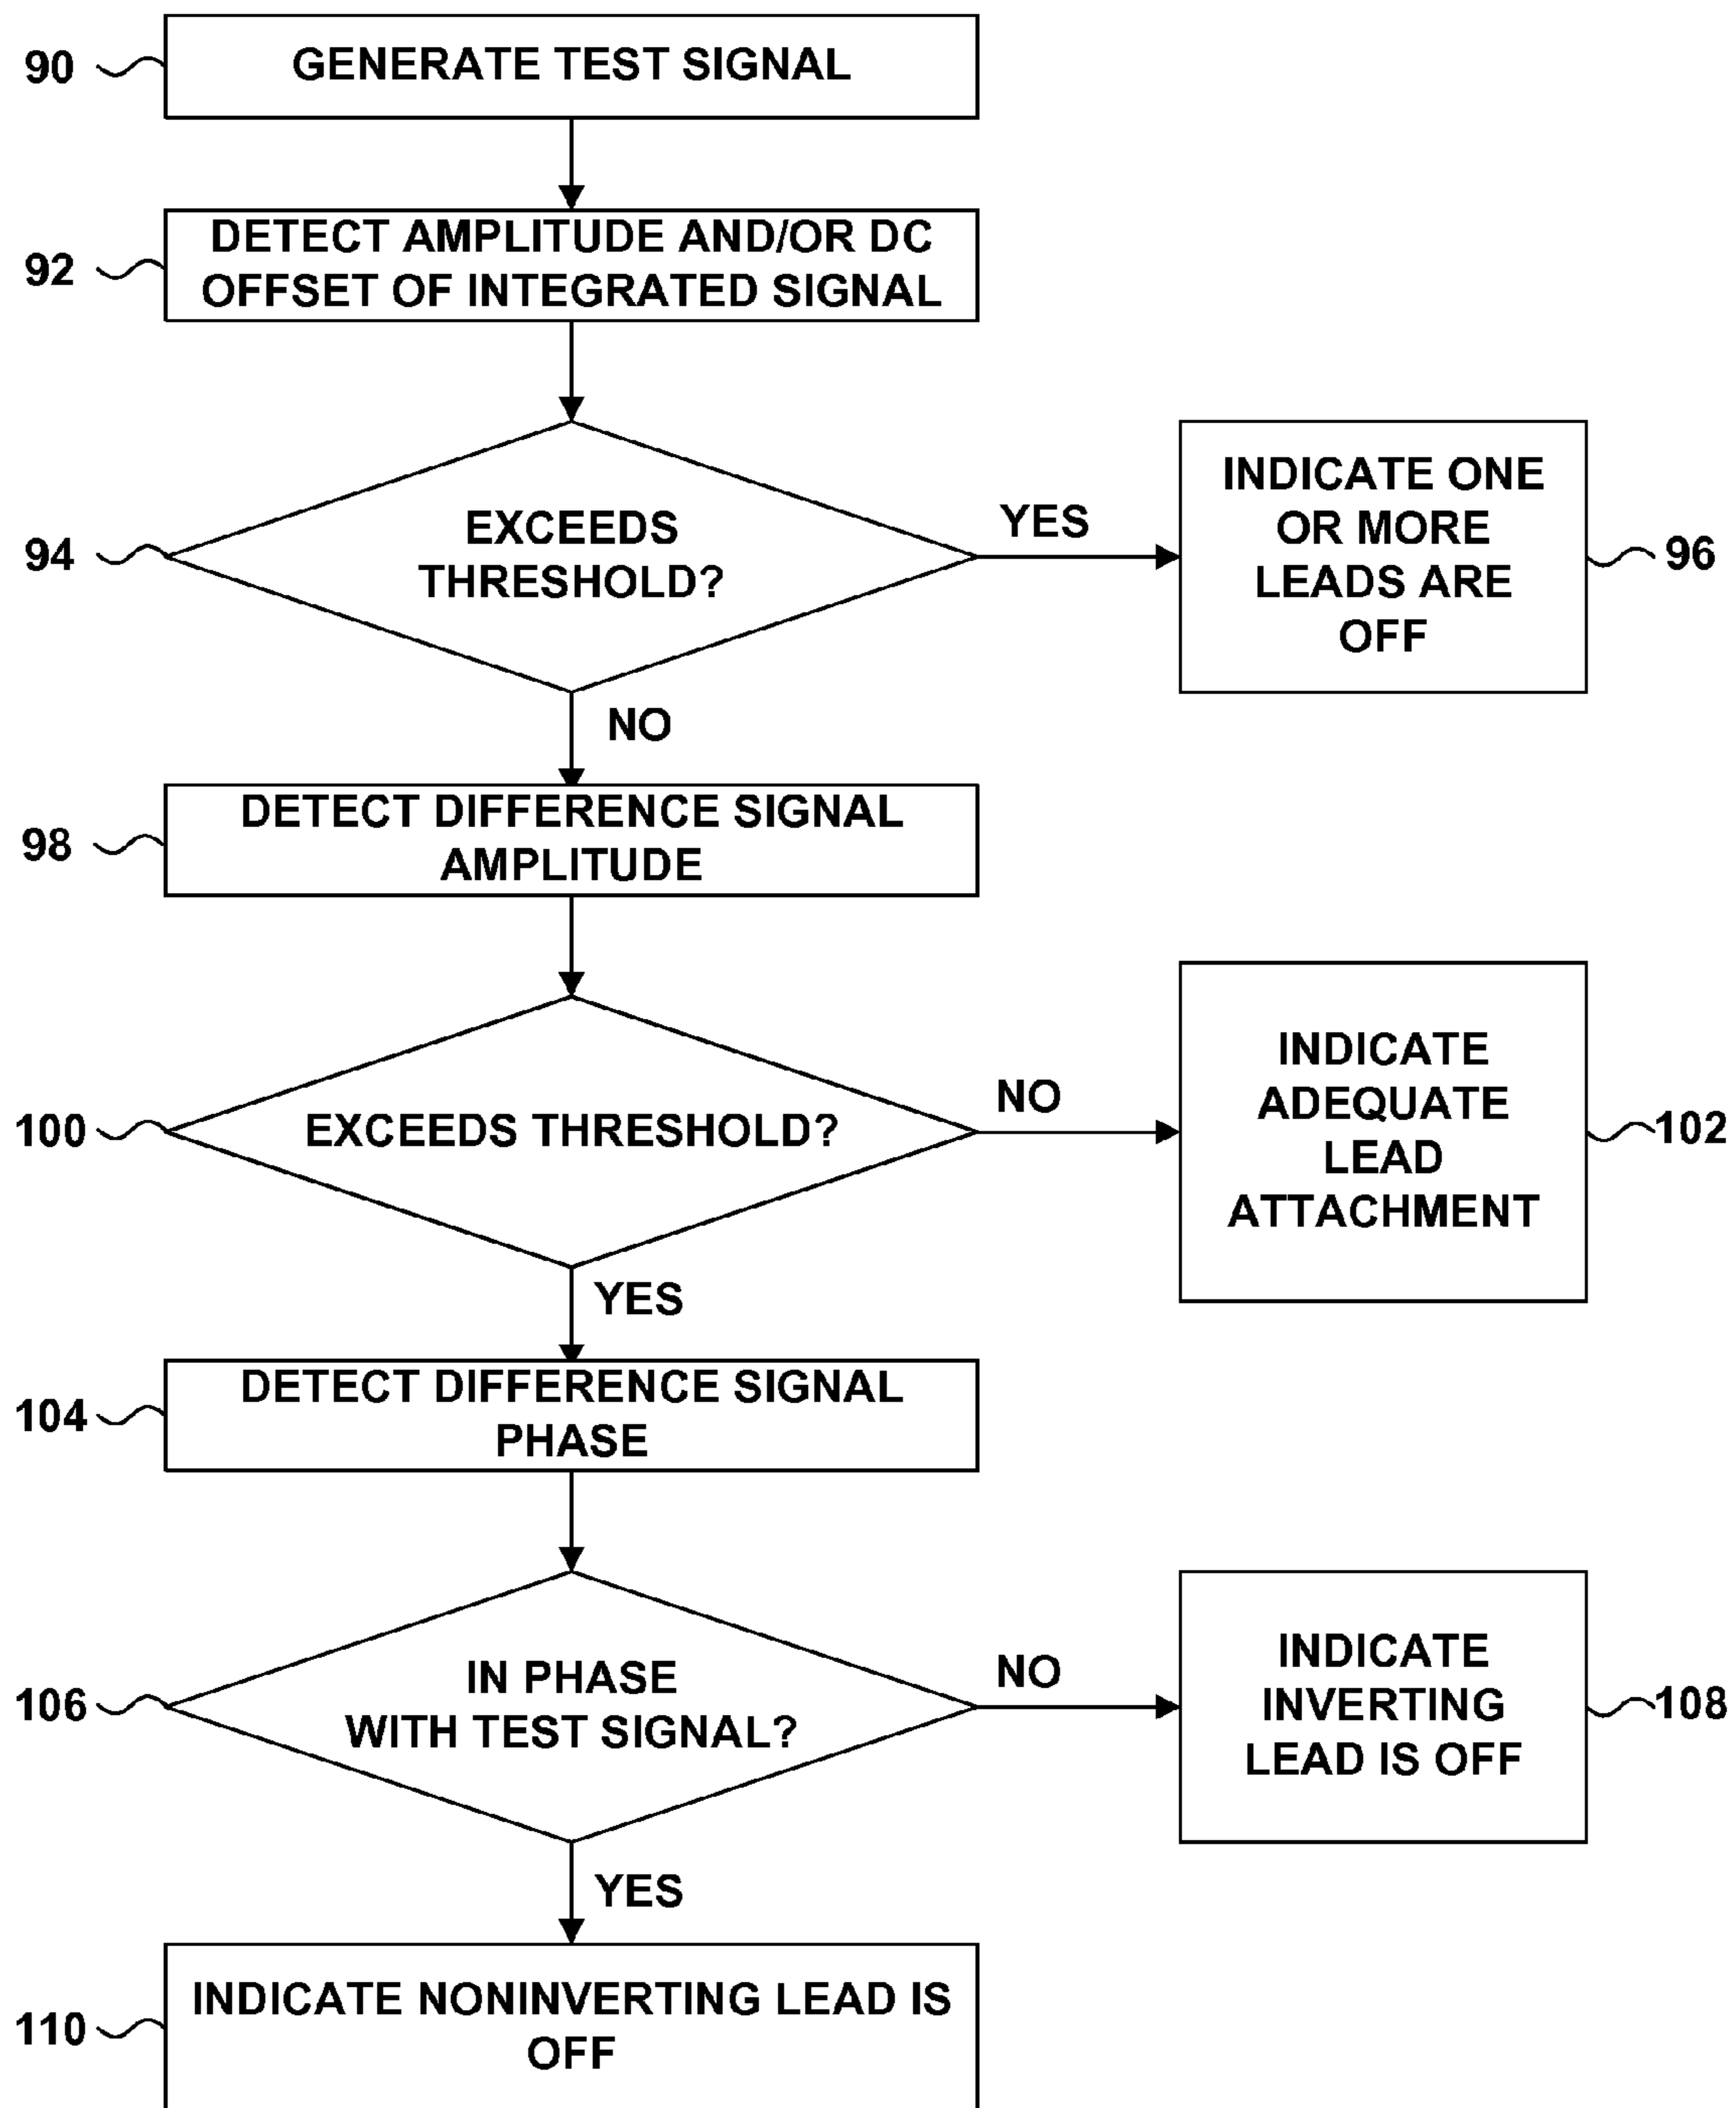 90
GENERATE TEST SIGNAL
92
DETECT AMPLITUDE AND/OR DC
OFFSET OF INTEGRATED SIGNAL
94
EXCEEDS
THRESHOLD?
YES
INDICATE ONE
OR MORE
LEADS ARE
OFF
96
NO
98
DETECT DIFFERENCE SIGNAL
AMPLITUDE
100
EXCEEDS THRESHOLD?
NO
INDICATE
ADEQUATE
LEAD
ATTACHMENT
102
YES
104
DETECT DIFFERENCE SIGNAL
PHASE
106
IN PHASE
WITH TEST SIGNAL?
NO
INDICATE
INVERTING
LEAD IS OFF
108
YES
110
INDICATE NONINVERTING LEAD IS
OFF